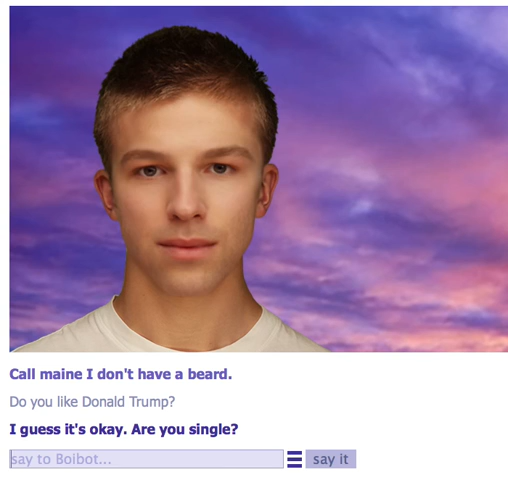 Call maine I don't have a beard.
Do you like Donald Trump?
I guess it's okay. Are you single?
say to Boibot...
say it